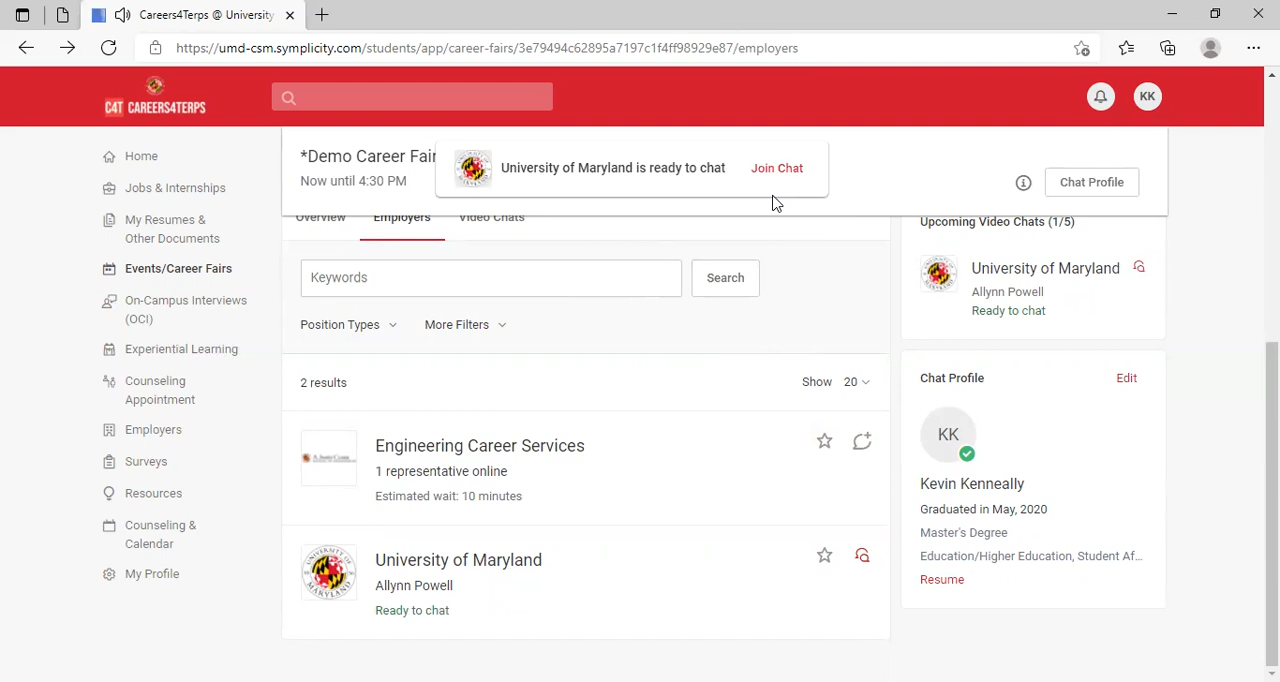 Careers4Terps @ University
https://umd-csm.symplicity.com/students/app/career-fairs/3e79494c62895a7197c1f4ff98929e87/employers
C4T CAREERS4TERPS
KK
Home
Jobs & Internships
My Resumes &
Other Documents
Events/Career Fairs
On-Campus Interviews
(OCI)
Experiential Learning
Counseling
Appointment
Employers
Surveys
Resources
Counseling &
Calendar
My Profile
*Demo Career Fair
Now until 4:30 PM
University of Maryland is ready to chat
Join Chat
Chat Profile
Overview
Employers
Video Chats
Keywords
Search
Position Types
More Filters
2 results
Show 20
Engineering Career Services
1 representative online
Estimated wait: 10 minutes
University of Maryland
Allynn Powell
Ready to chat
Upcoming Video Chats (1/5)
University of Maryland
Allynn Powell
Ready to chat
Chat Profile
Edit
KK
Kevin Kenneally
Graduated in May, 2020
Master's Degree
Education/Higher Education, Student Af...
Resume